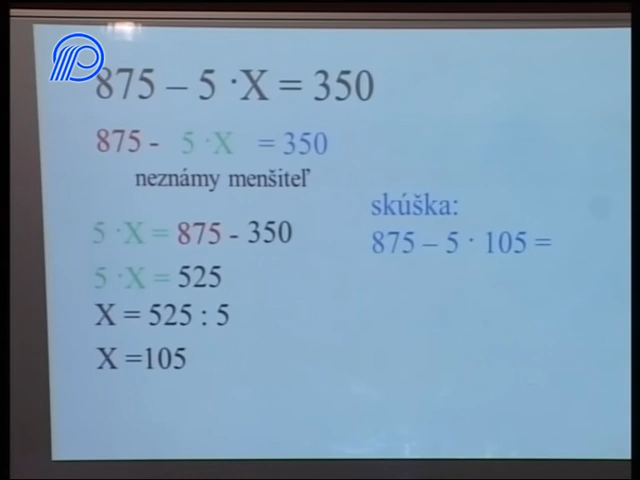 875 – 5 ·X = 350
875 - 5 ·X = 350
neznámy menšiteľ
5 ·X = 875 - 350
5 ·X = 525
X = 525 : 5
X =105
skúška:
875 – 5 · 105 =